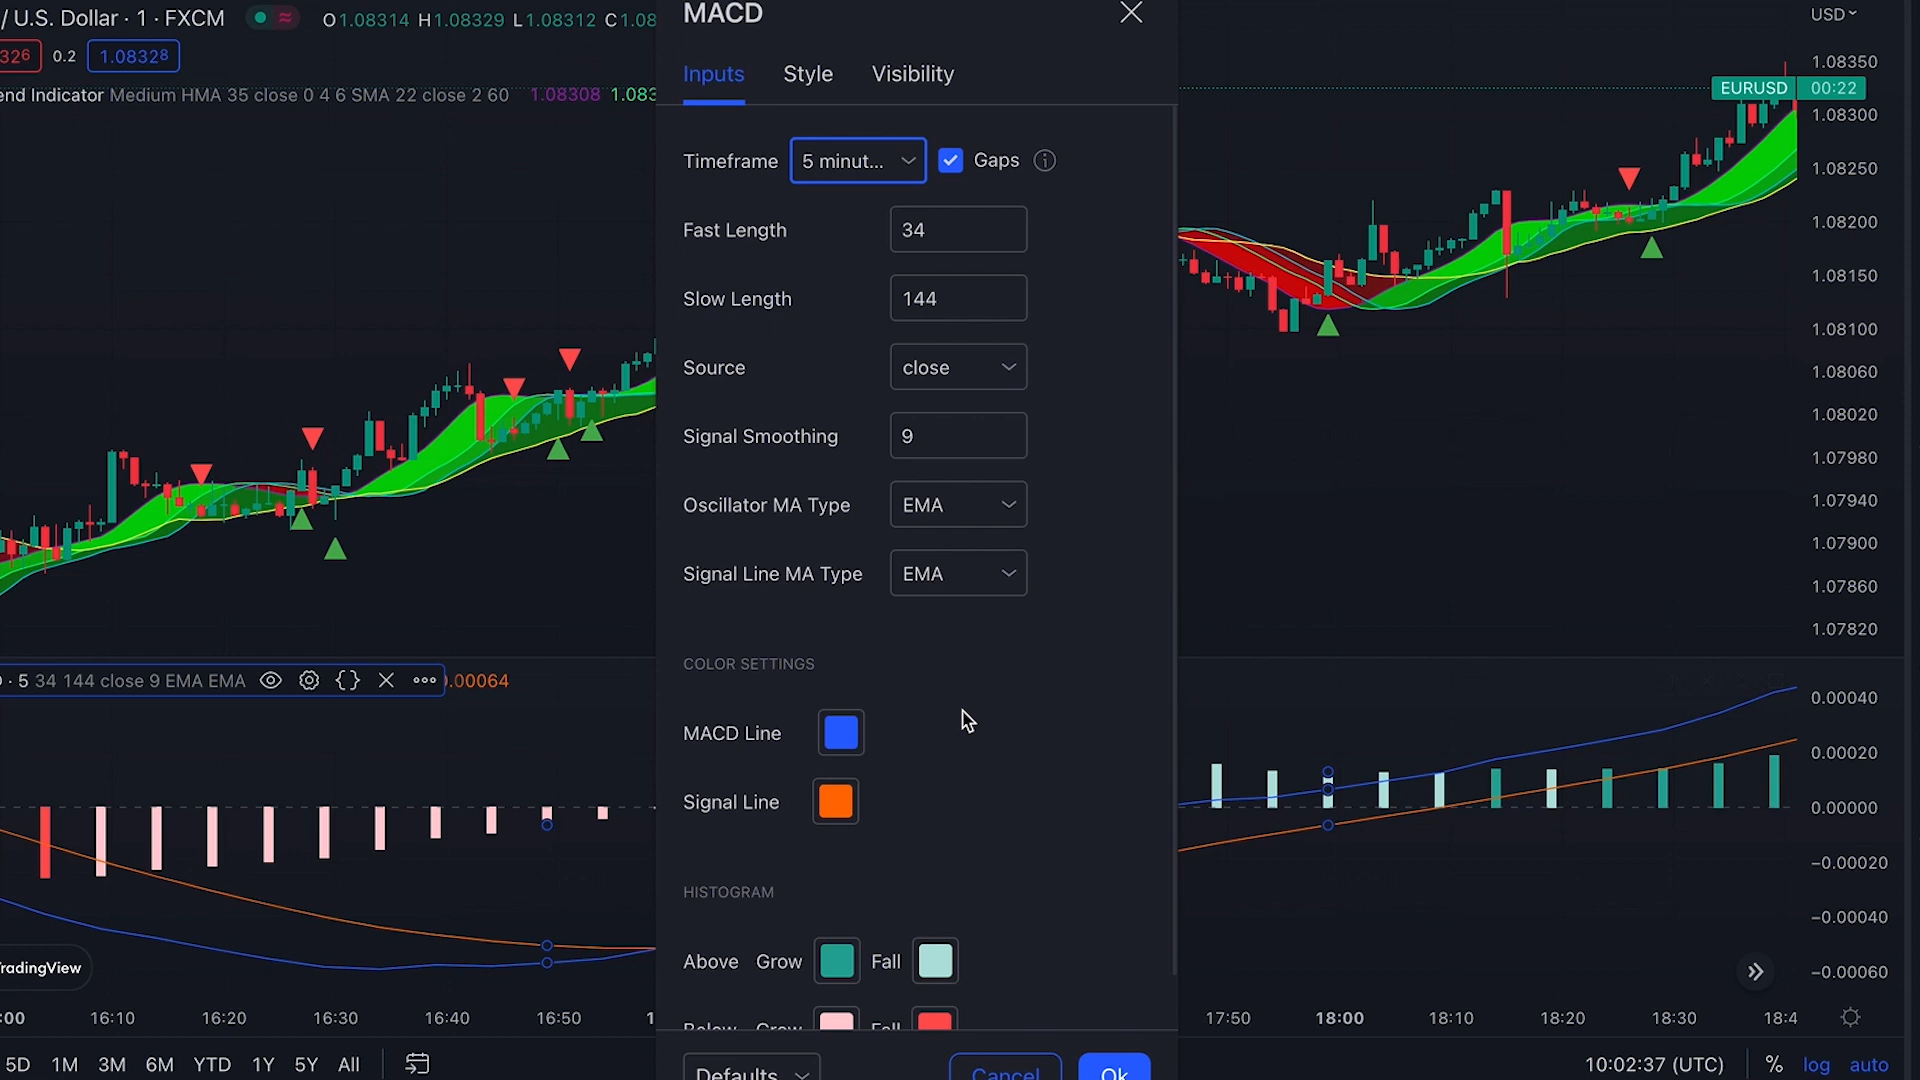 / U.S. Dollar · 1 · FXCM
O1.08314 H1.08329 L1.08312 C1.08
326 0.2 1.08328
end Indicator Medium HMA 35 close 0 4 6 SMA 22 close 2 60 1.08308 1.083
MACD
Inputs Style Visibility
Timeframe 5 minut... Gaps
Fast Length 34
Slow Length 144
Source close
Signal Smoothing 9
Oscillator MA Type EMA
Signal Line MA Type EMA
COLOR SETTINGS
MACD Line
Signal Line
HISTOGRAM
Above Grow Fall
Below Grow Fall
Defaults Cancel Ok
USD
1.08350
EURUSD 00:22
1.08300
1.08250
1.08200
1.08150
1.08100
1.08060
1.08020
1.07980
1.07940
1.07900
1.07860
1.07820
· 5 34 144 close 9 EMA EMA .00064
0.00040
0.00020
0.00000
−0.00020
−0.00040
−0.00060
TradingView
:00 16:10 16:20 16:30 16:40 16:50 1
17:50 18:00 18:10 18:20 18:30 18:4
5D 1M 3M 6M YTD 1Y 5Y All
10:02:37 (UTC) % log auto